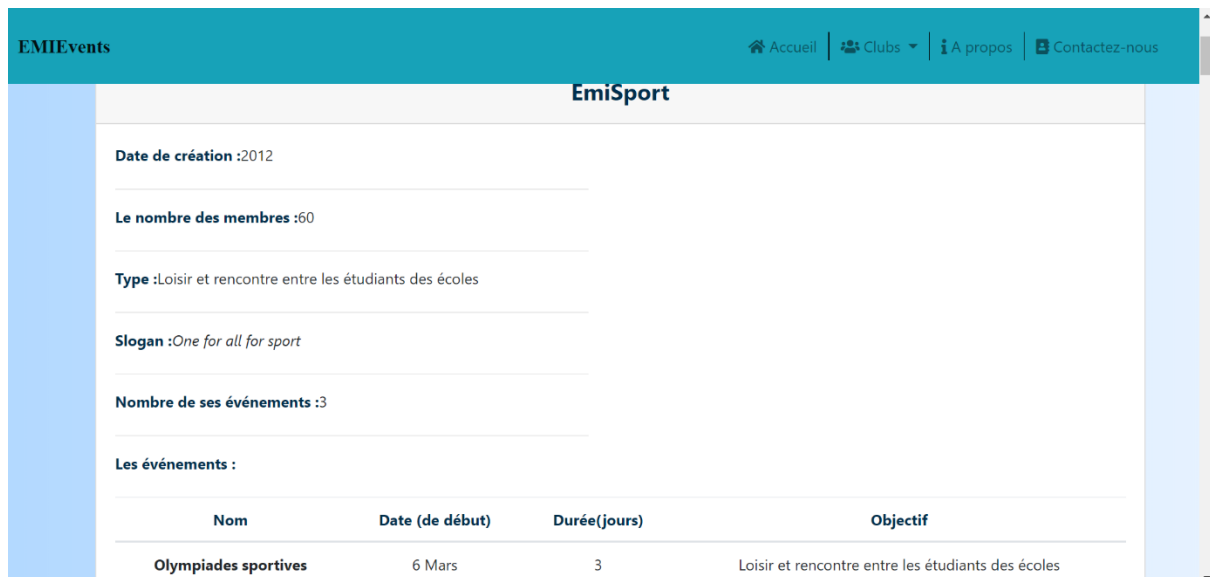 EMIEvents
Accueil
Clubs
A propos
Contactez-nous
EmiSport
Date de création :2012
Le nombre des membres :60
Type :Loisir et rencontre entre les étudiants des écoles
Slogan :One for all for sport
Nombre de ses événements :3
Les événements :
Nom Date (de début) Durée(jours) Objectif
Olympiades sportives 6 Mars 3 Loisir et rencontre entre les étudiants des écoles